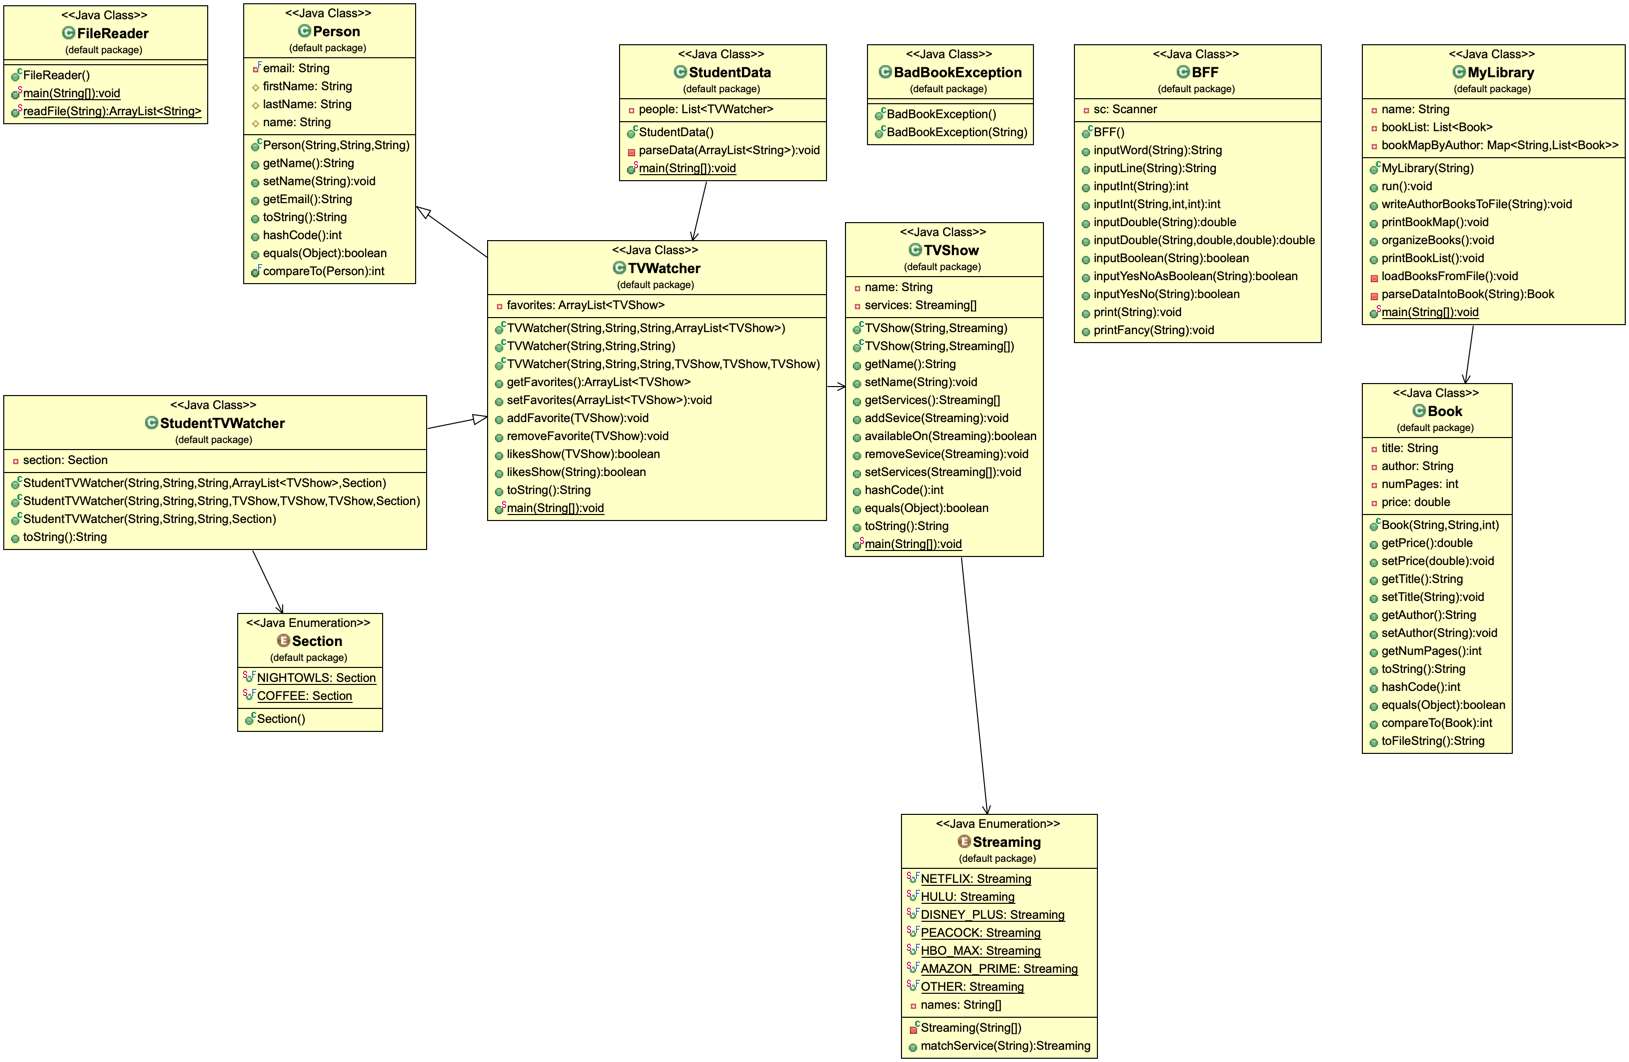 <<Java Class>>
FileReader
(default package)
FileReader()
main(String[]):void
readFile(String):ArrayList<String>
<<Java Class>>
Person
(default package)
email: String
firstName: String
lastName: String
name: String
Person(String,String,String)
getName():String
setName(String):void
getEmail():String
toString():String
hashCode():int
equals(Object):boolean
compareTo(Person):int
<<Java Class>>
StudentData
(default package)
people: List<TVWatcher>
StudentData()
parseData(ArrayList<String>):void
main(String[]):void
<<Java Class>>
BadBookException
(default package)
BadBookException()
BadBookException(String)
<<Java Class>>
BFF
(default package)
sc: Scanner
BFF()
inputWord(String):String
inputLine(String):String
inputInt(String):int
inputInt(String,int,int):int
inputDouble(String):double
inputDouble(String,double,double):double
inputBoolean(String):boolean
inputYesNoAsBoolean(String):boolean
inputYesNo(String):boolean
print(String):void
printFancy(String):void
<<Java Class>>
MyLibrary
(default package)
name: String
bookList: List<Book>
bookMapByAuthor: Map<String,List<Book>>
MyLibrary(String)
run():void
writeAuthorBooksToFile(String):void
printBookMap():void
organizeBooks():void
printBookList():void
loadBooksFromFile():void
parseDataIntoBook(String):Book
main(String[]):void
<<Java Class>>
TVWatcher
(default package)
favorites: ArrayList<TVShow>
TVWatcher(String,String,String,ArrayList<TVShow>)
TVWatcher(String,String,String)
TVWatcher(String,String,String,TVShow,TVShow,TVShow)
getFavorites():ArrayList<TVShow>
setFavorites(ArrayList<TVShow>):void
addFavorite(TVShow):void
removeFavorite(TVShow):void
likesShow(TVShow):boolean
likesShow(String):boolean
toString():String
main(String[]):void
<<Java Class>>
TVShow
(default package)
name: String
services: Streaming[]
TVShow(String,Streaming)
TVShow(String,Streaming[])
getName():String
setName(String):void
getServices():Streaming[]
addSevice(Streaming):void
availableOn(Streaming):boolean
removeSevice(Streaming):void
setServices(Streaming[]):void
hashCode():int
equals(Object):boolean
toString():String
main(String[]):void
<<Java Class>>
StudentTVWatcher
(default package)
section: Section
StudentTVWatcher(String,String,String,ArrayList<TVShow>,Section)
StudentTVWatcher(String,String,String,TVShow,TVShow,TVShow,Section)
StudentTVWatcher(String,String,String,Section)
toString():String
<<Java Class>>
Book
(default package)
title: String
author: String
numPages: int
price: double
Book(String,String,int)
getPrice():double
setPrice(double):void
getTitle():String
setTitle(String):void
getAuthor():String
setAuthor(String):void
getNumPages():int
toString():String
hashCode():int
equals(Object):boolean
compareTo(Book):int
toFileString():String
<<Java Enumeration>>
Section
(default package)
NIGHTOWLS: Section
COFFEE: Section
Section()
<<Java Enumeration>>
Streaming
(default package)
NETFLIX: Streaming
HULU: Streaming
DISNEY_PLUS: Streaming
PEACOCK: Streaming
HBO_MAX: Streaming
AMAZON_PRIME: Streaming
OTHER: Streaming
names: String[]
Streaming(String[])
matchService(String):Streaming